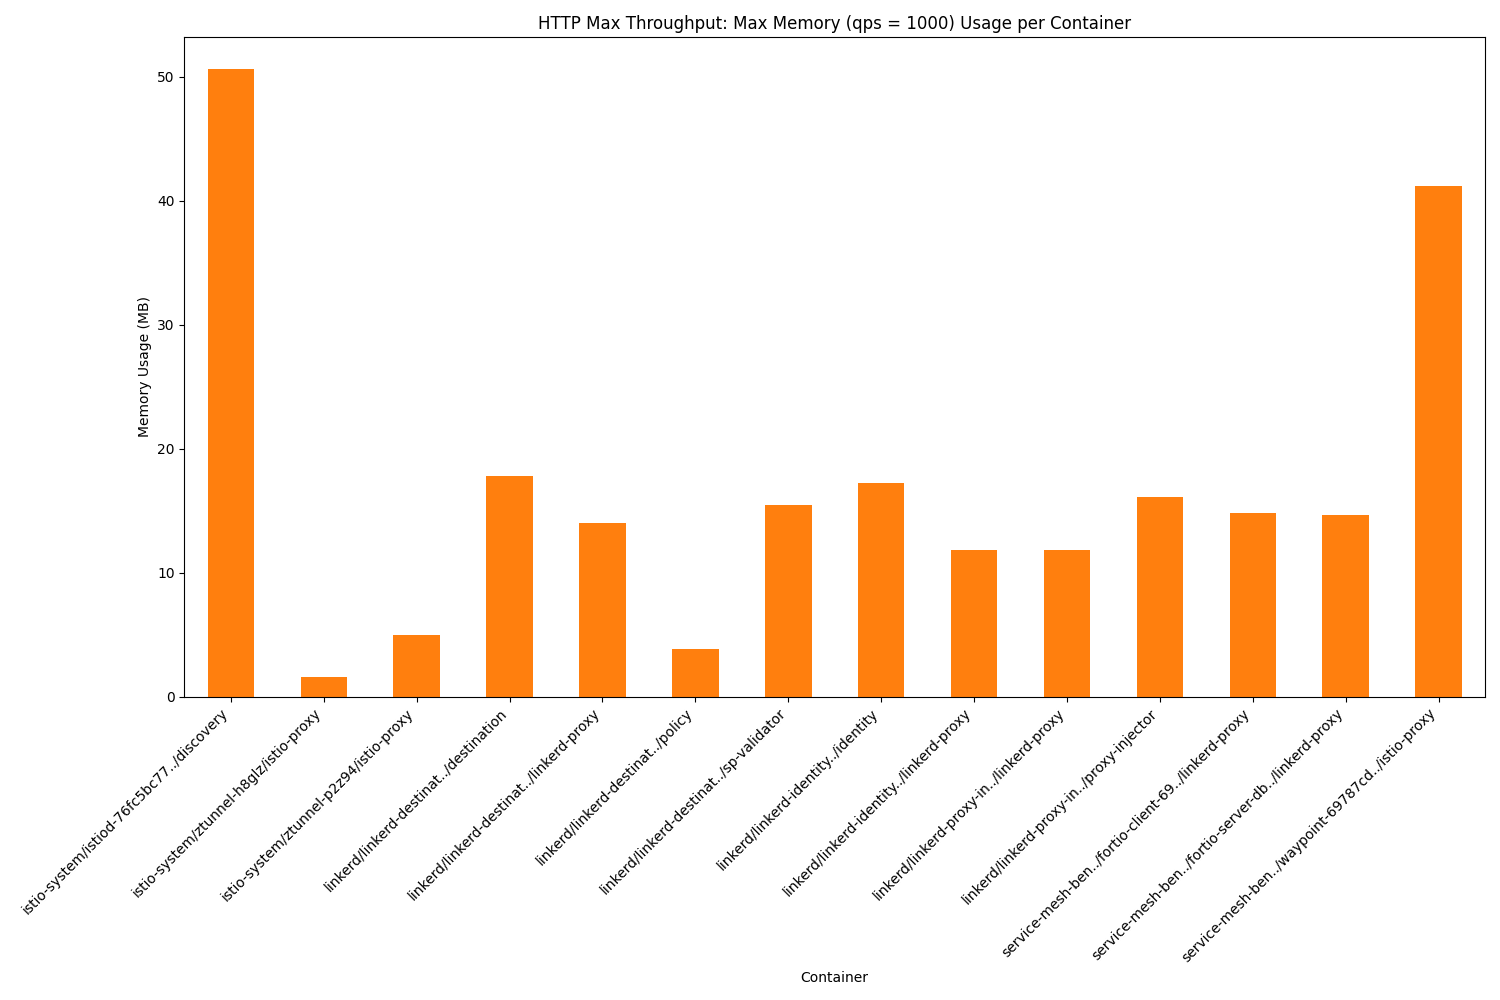 HTTP Max Throughput: Max Memory (qps = 1000) Usage per Container
50
40
30
20
10
0
Memory Usage (MB)
istio-system/istiod-76fc5bc77../discovery
istio-system/ztunnel-h8glz/istio-proxy
istio-system/ztunnel-p2z94/istio-proxy
linkerd/linkerd-destinat../destination
linkerd/linkerd-destinat../linkerd-proxy
linkerd/linkerd-destinat../policy
linkerd/linkerd-destinat../sp-validator
linkerd/linkerd-identity../identity
linkerd/linkerd-identity../linkerd-proxy
linkerd/linkerd-proxy-in../linkerd-proxy
linkerd/linkerd-proxy-in../proxy-injector
service-mesh-ben../fortio-client-69../linkerd-proxy
service-mesh-ben../fortio-server-db../linkerd-proxy
service-mesh-ben../waypoint-69787cd../istio-proxy
Container